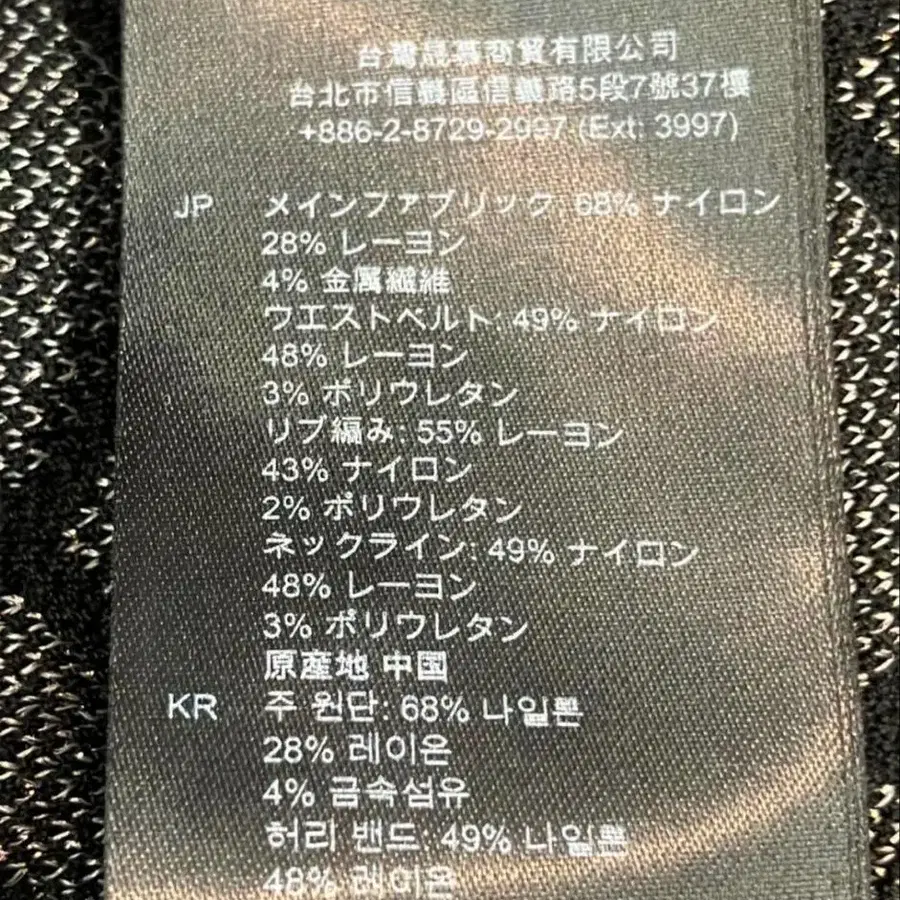 台灣晟幕商貿有限公司
台北市信義區信義路5段7號37樓
+886-2-8729-2997 (Ext: 3997)
JP メインファブリック: 68% ナイロン
28% レーヨン
4% 金属繊維
ウエストベルト: 49% ナイロン
48% レーヨン
3% ポリウレタン
リブ編み: 55% レーヨン
43% ナイロン
2% ポリウレタン
ネックライン: 49% ナイロン
48% レーヨン
3% ポリウレタン
原産地 中国
KR 주 원단: 68% 나일론
28% 레이온
4% 금속섬유
허리 밴드: 49% 나일론
48% 레이온